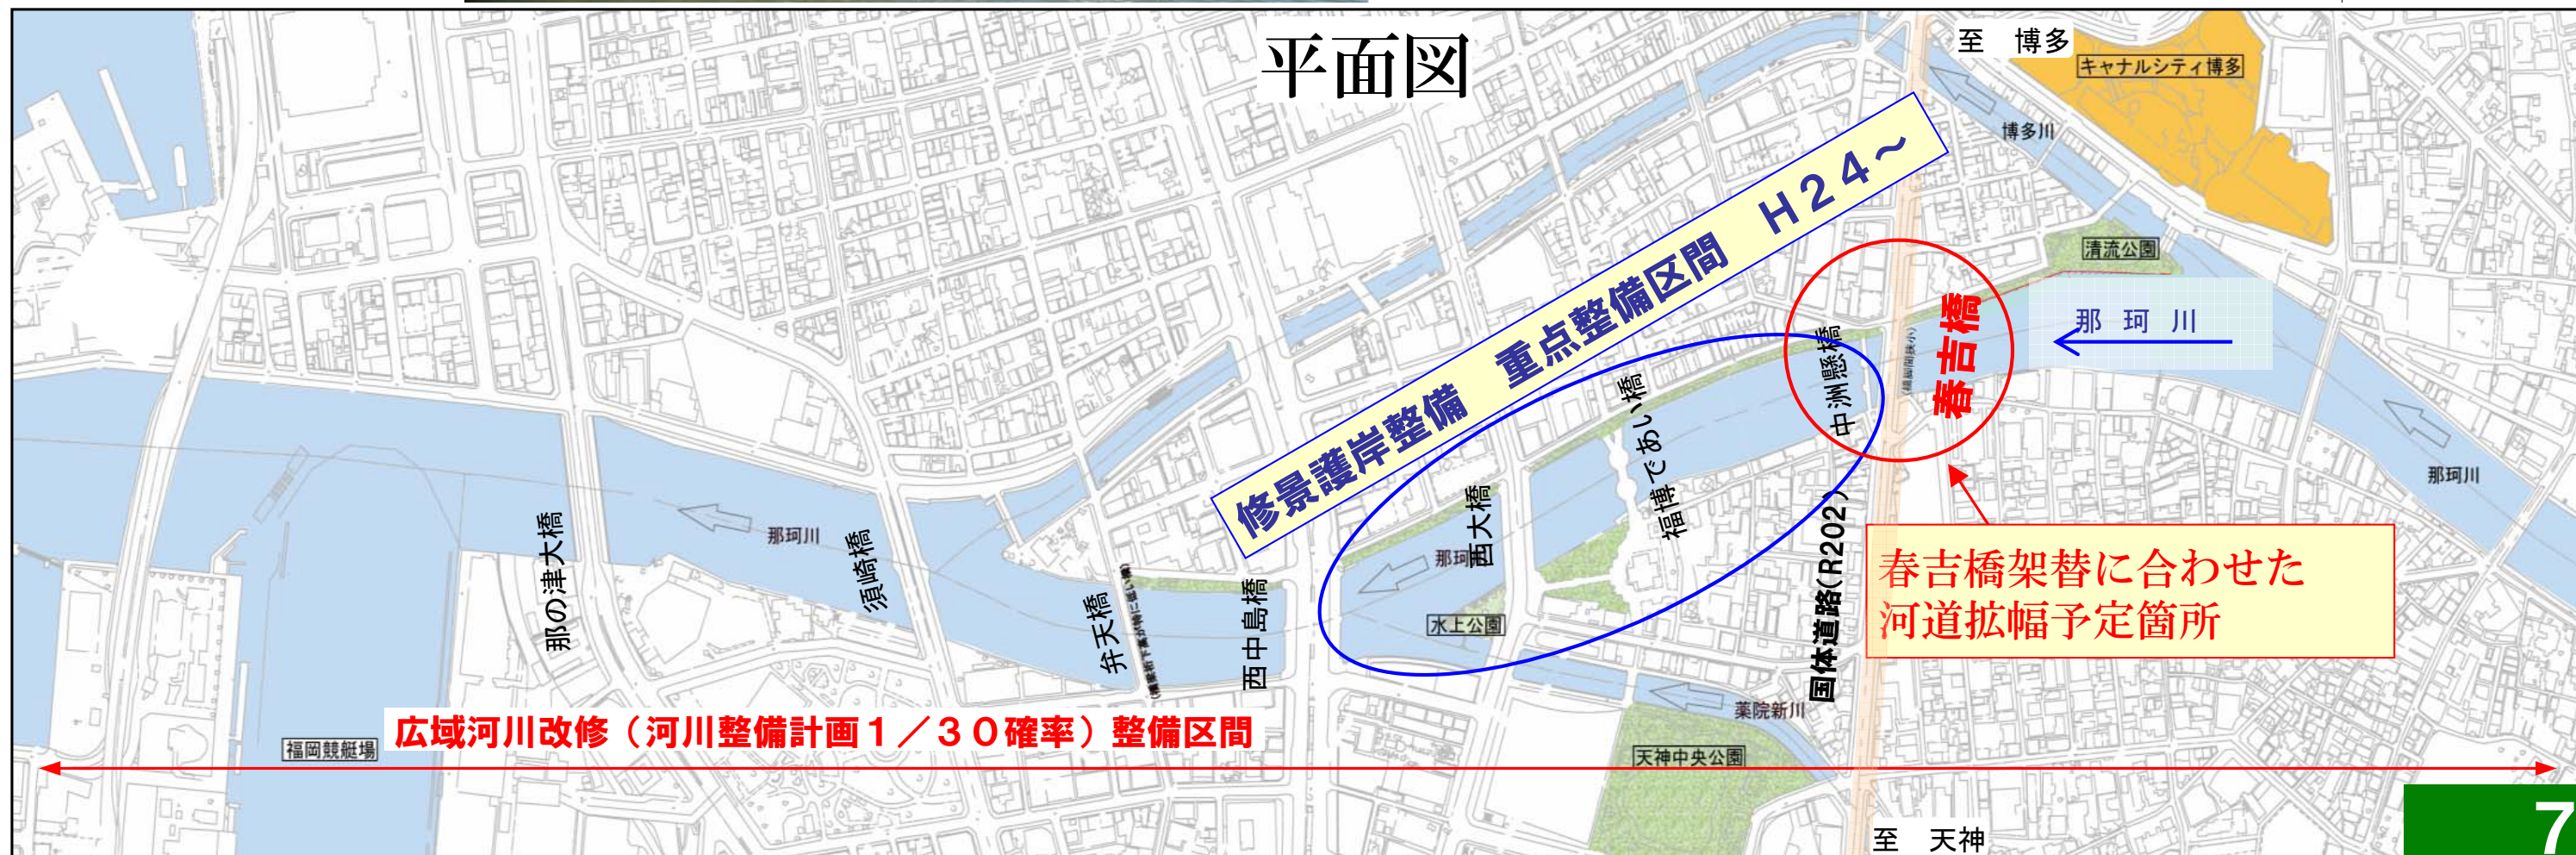 平面図
至　博多
キャナルシティ博多
博多川
修景護岸整備　重点整備区間　Ｈ２４～
清流公園
那　珂　川
春吉橋
中洲懸橋
福博であい橋
西大橋
那珂川
那珂川
那珂
水上公園
国体道路(R202)
春吉橋架替に合わせた
河道拡幅予定箇所
那の津大橋
須崎橋
弁天橋
西中島橋
薬院新川
広域河川改修（河川整備計画１／３０確率）整備区間
福岡競艇場
天神中央公園
至　天神
7